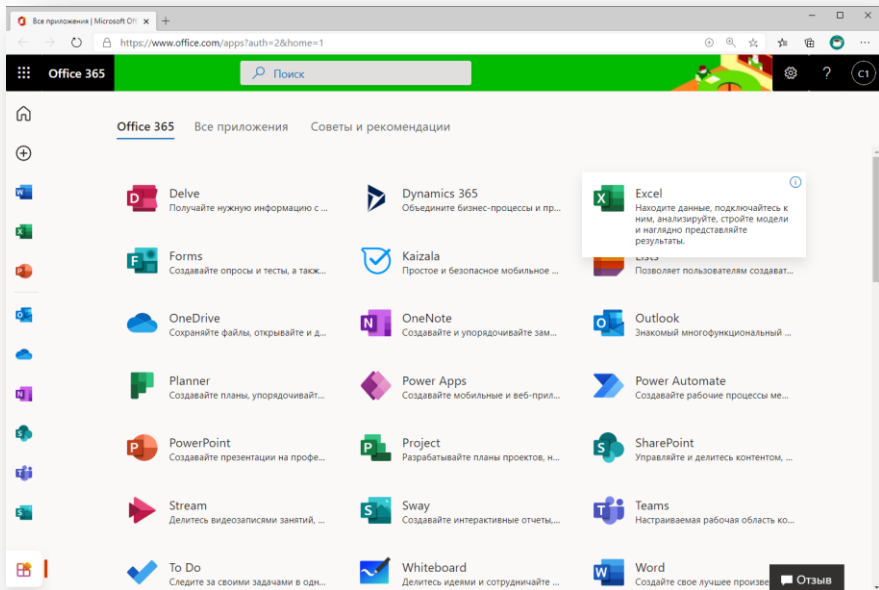 Все приложения | Microsoft Off
https://www.office.com/apps?auth=2&home=1
Office 365
Поиск
?
C1
Office 365 Все приложения Советы и рекомендации
Delve
Получайте нужную информацию с ...
Dynamics 365
Объедините бизнес-процессы и пр...
Excel
Находите данные, подключайтесь к
ним, анализируйте, стройте модели
и наглядно представляйте
результаты.
Forms
Создавайте опросы и тесты, а такж...
Kaizala
Простое и безопасное мобильное ...
Lists
Позволяет пользователям создават...
OneDrive
Сохраняйте файлы, открывайте и д...
OneNote
Создавайте и упорядочивайте зам...
Outlook
Знакомый многофункциональный ...
Planner
Создавайте планы, упорядочивайт...
Power Apps
Создавайте мобильные и веб-прил...
Power Automate
Создавайте рабочие процессы ме...
PowerPoint
Создавайте презентации на профе...
Project
Разрабатывайте планы проектов, н...
SharePoint
Управляйте и делитесь контентом, ...
Stream
Делитесь видеозаписями занятий, ...
Sway
Создавайте интерактивные отчеты,...
Teams
Настраиваемая рабочая область ко...
To Do
Следите за своими задачами в одн...
Whiteboard
Делитесь идеями и сотрудничайте ...
Word
Создайте свое лучшее произве
Отзыв